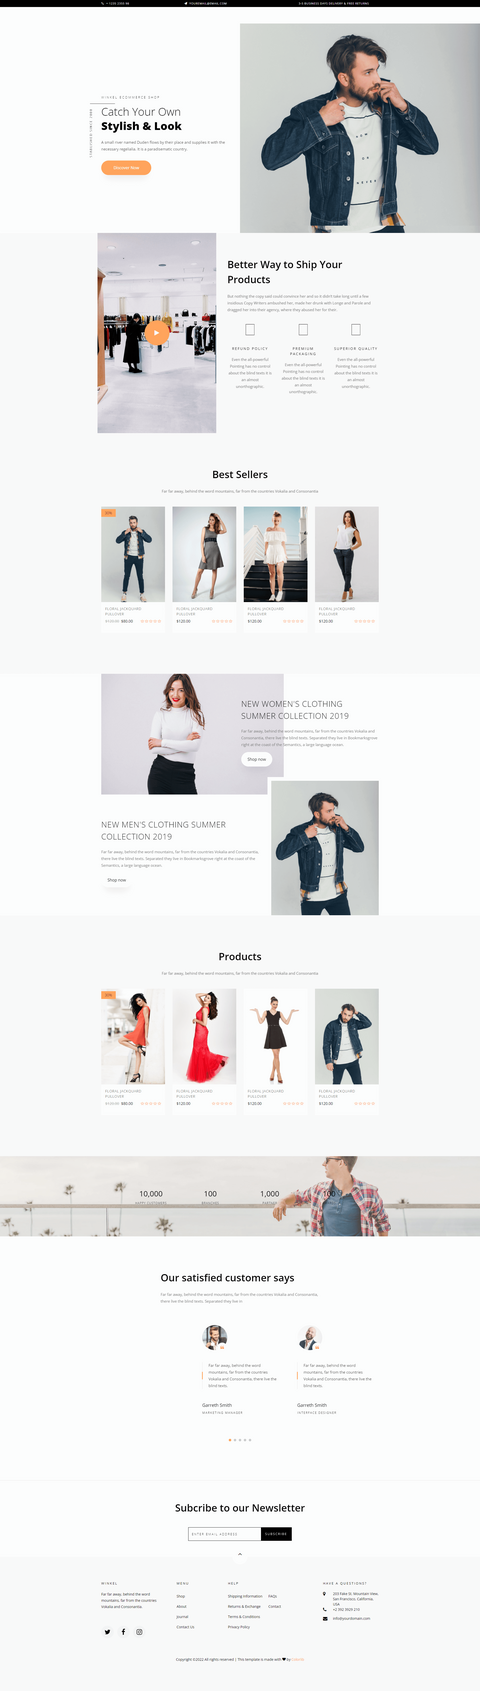 + 1235 2355 98
YOUREMAIL@EMAIL.COM
3-5 BUSINESS DAYS DELIVERY & FREE RETURNS
WINKEL ECOMMERCE SHOP
Catch Your Own
Stylish & Look
A small river named Duden flows by their place and supplies it with the
necessary regelialia. It is a paradisematic country.
Discover Now
Better Way to Ship Your
Products
But nothing the copy said could convince her and so it didn't take long until a few
insidious Copy Writers ambushed her, made her drunk with Longe and Parole and
dragged her into their agency, where they abused her for their.
REFUND POLICY
Even the all-powerful
Pointing has no control
about the blind texts it is
an almost
unorthographic.
PREMIUM
PACKAGING
Even the all-powerful
Pointing has no control
about the blind texts it is
an almost
unorthographic.
SUPERIOR QUALITY
Even the all-powerful
Pointing has no control
about the blind texts it is
an almost
unorthographic.
Best Sellers
Far far away, behind the word mountains, far from the countries Vokalia and Consonantia
FLORAL JACKQUARD
PULLOVER
$80.00
FLORAL JACKQUARD
PULLOVER
$120.00
FLORAL JACKQUARD
PULLOVER
$120.00
FLORAL JACKQUARD
PULLOVER
$120.00
NEW WOMEN'S CLOTHING
SUMMER COLLECTION 2019
Far far away, behind the word mountains, far from the countries Vokalia and
Consonantia, there live the blind texts. Separated they live in Bookmarksgrove
right at the coast of the Semantics, a large language ocean.
Shop now
NEW MEN'S CLOTHING SUMMER
COLLECTION 2019
Far far away, behind the word mountains, far from the countries Vokalia and Consonantia,
there live the blind texts. Separated they live in Bookmarksgrove right at the coast of the
Semantics, a large language ocean.
Shop now
Products
Far far away, behind the word mountains, far from the countries Vokalia and Consonantia
FLORAL JACKQUARD
PULLOVER
$80.00
FLORAL JACKQUARD
PULLOVER
$120.00
FLORAL JACKQUARD
PULLOVER
$120.00
FLORAL JACKQUARD
PULLOVER
$120.00
10,000
HAPPY CUSTOMERS
100
BRANCHES
1,000
PARTNER
100
Our satisfied customer says
Far far away, behind the word mountains, far from the countries Vokalia and Consonantia,
there live the blind texts. Separated they live in
Far far away, behind the word
mountains, far from the countries
Vokalia and Consonantia, there live the
blind texts.
Garreth Smith
MARKETING MANAGER
Far far away, behind the word
mountains, far from the countries
Vokalia and Consonantia, there live the
blind texts.
Garreth Smith
INTERFACE DESIGNER
Subcribe to our Newsletter
ENTER EMAIL ADDRESS
SUBSCRIBE
WINKEL
Far far away, behind the word
mountains, far from the countries
Vokalia and Consonantia.
MENU
Shop
About
Journal
Contact Us
HELP
Shipping Information
Returns & Exchange
Terms & Conditions
Privacy Policy
FAQs
Contact
HAVE A QUESTIONS?
203 Fake St. Mountain View,
San Francisco, California,
USA
+2 392 3929 210
info@yourdomain.com
Copyright ©2022 All rights reserved | This template is made with ♥ by